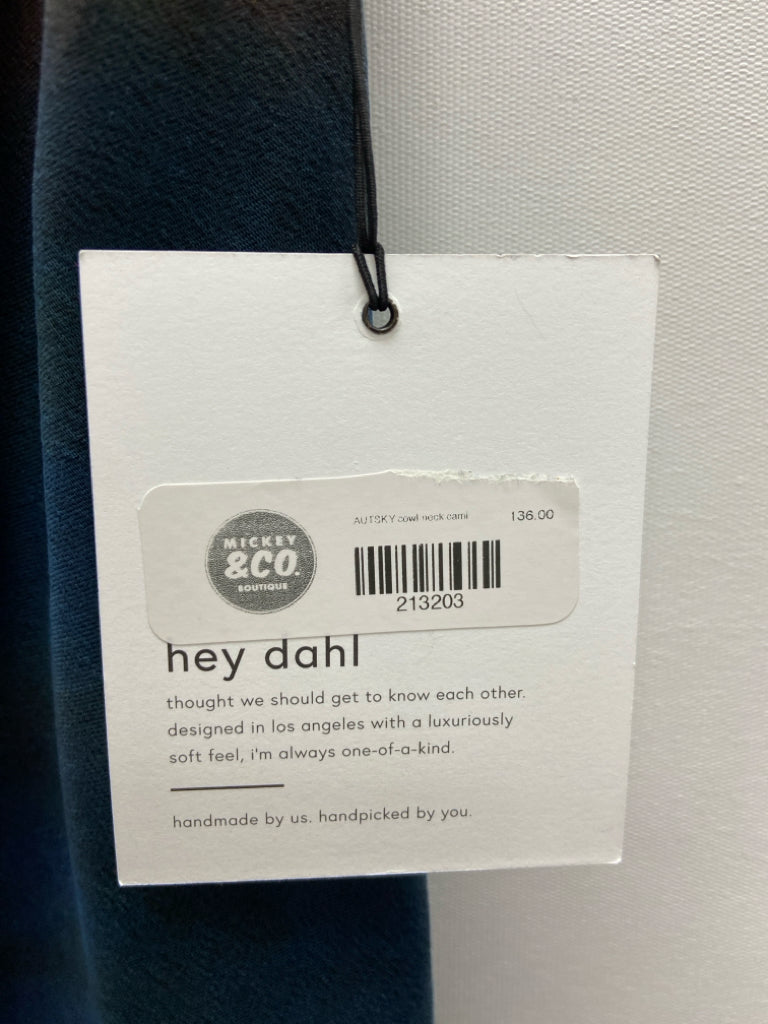 MICKEY
&CO.
BOUTIQUE
AUTSKY cowl neck cami 136.00
213203
hey dahl
thought we should get to know each other.
designed in los angeles with a luxuriously
soft feel, i'm always one-of-a-kind.
handmade by us. handpicked by you.